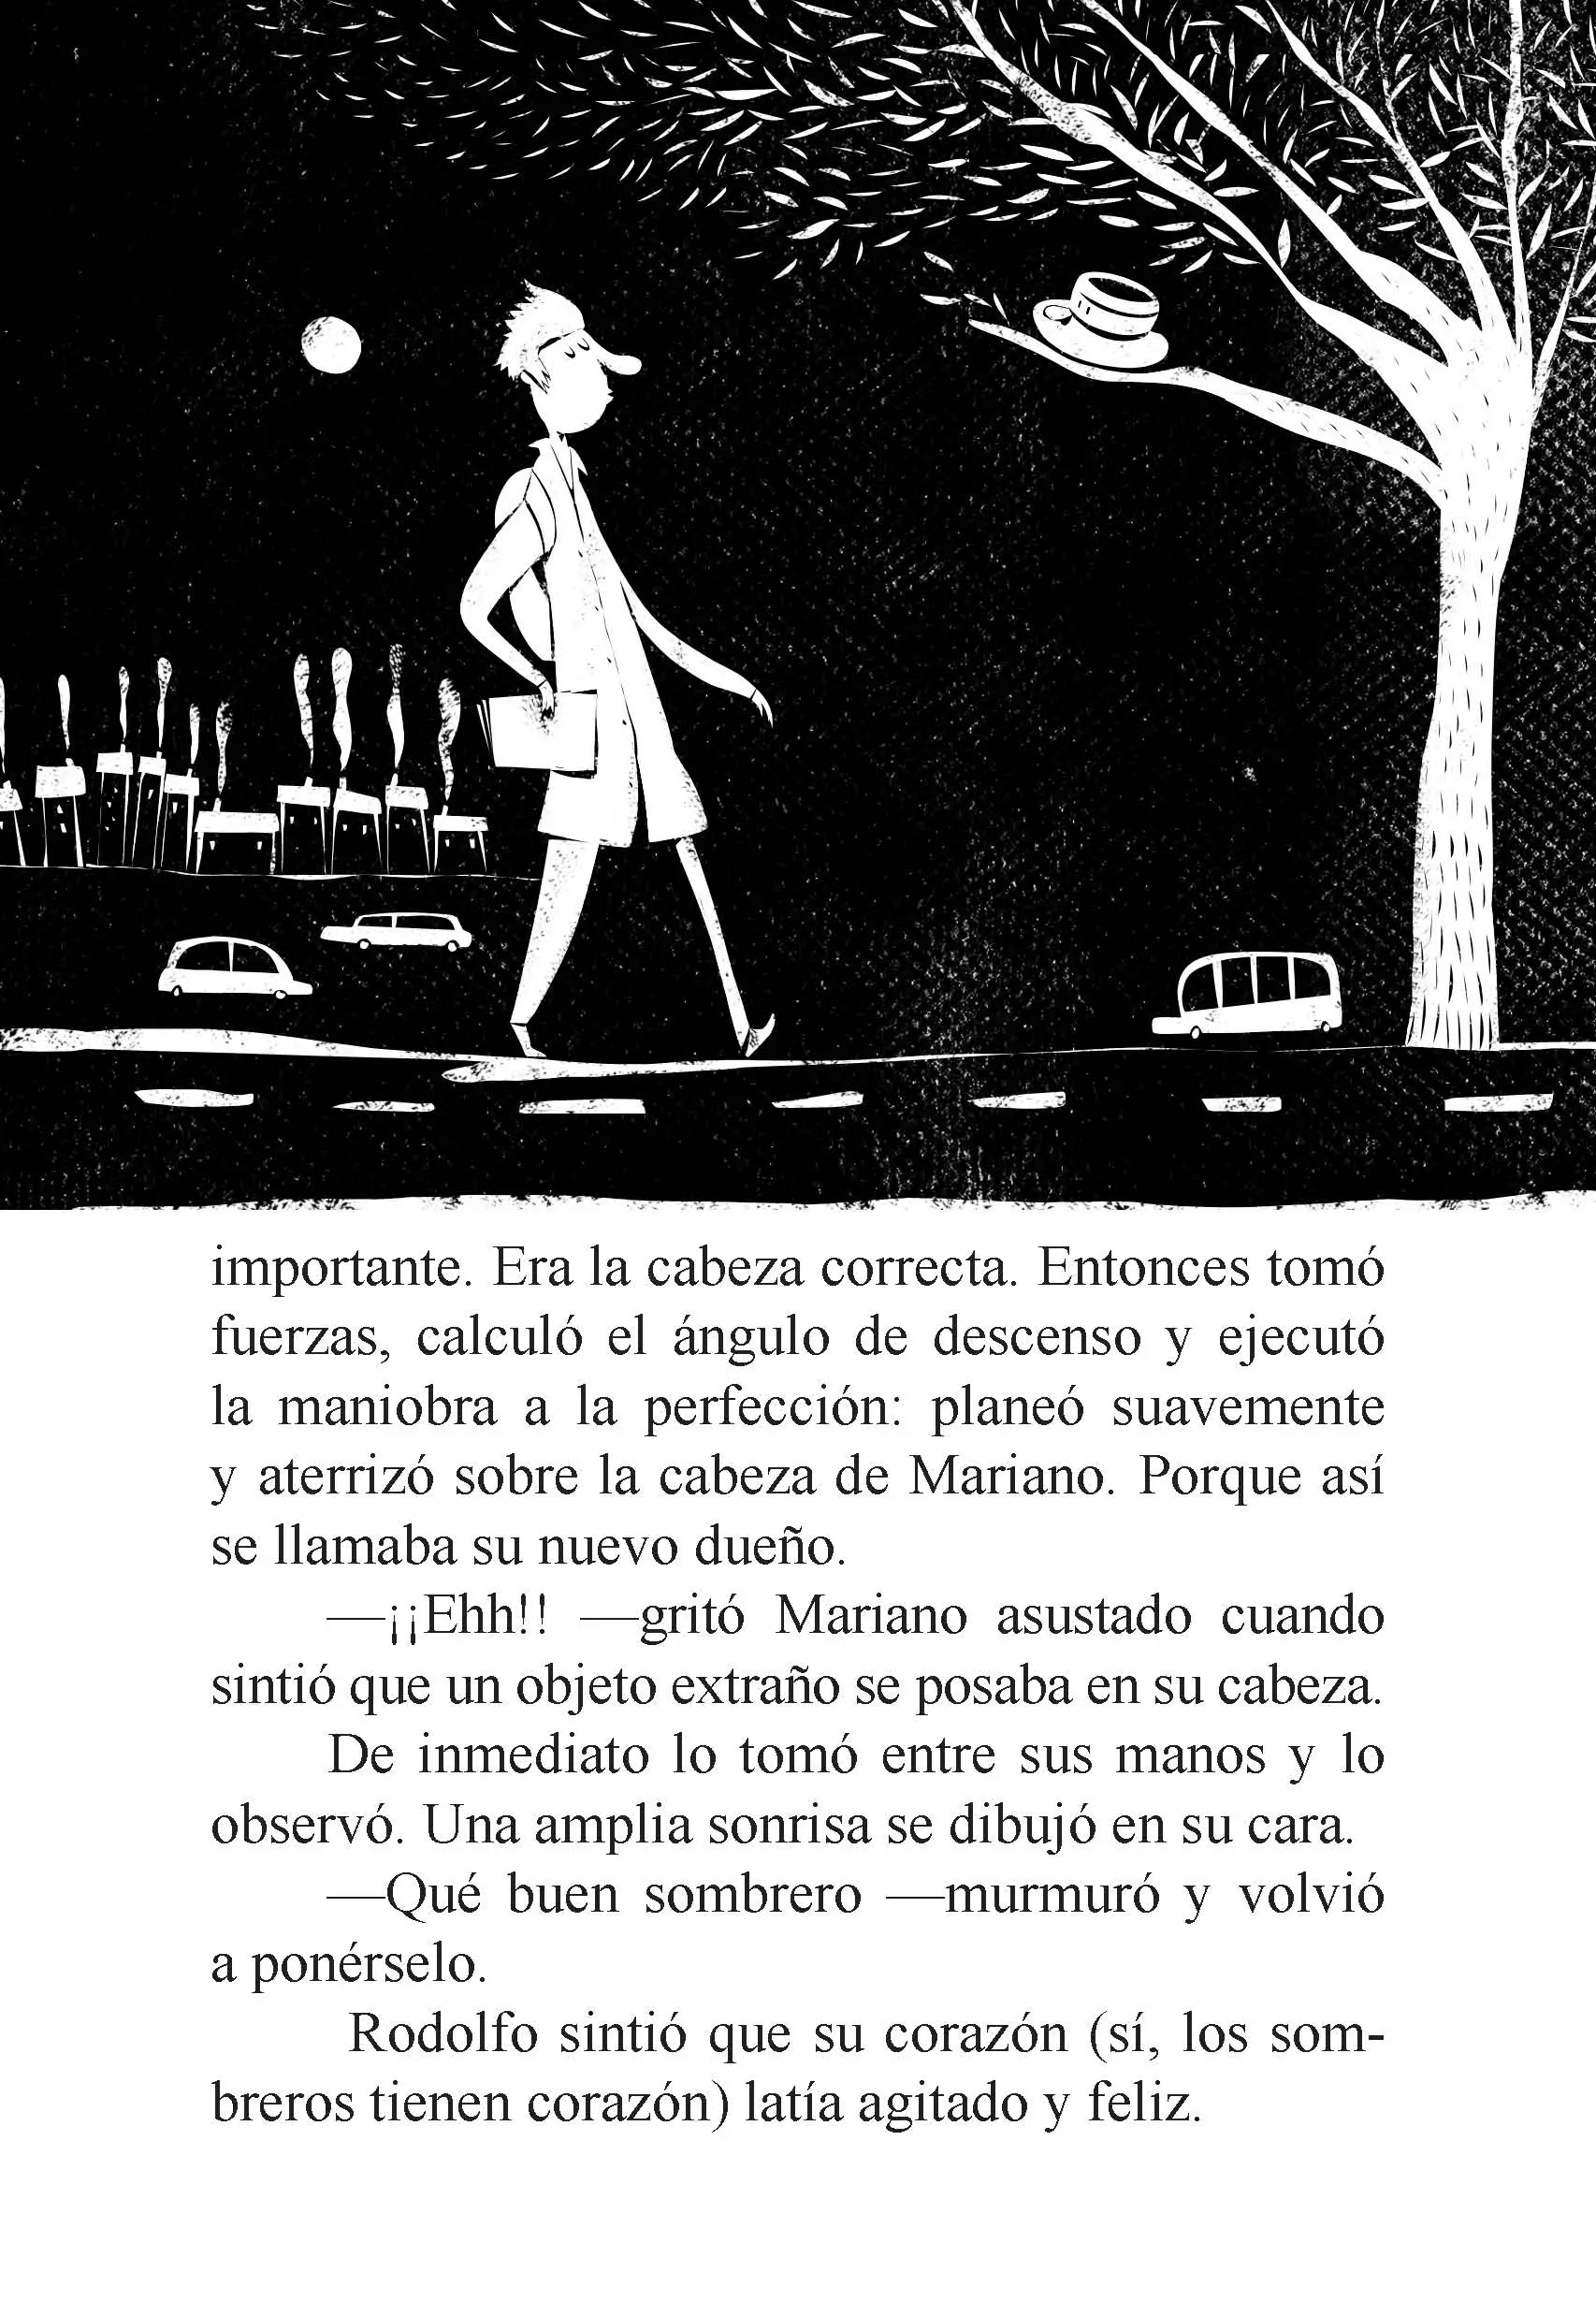 importante. Era la cabeza correcta. Entonces tomó
fuerzas, calculó el ángulo de descenso y ejecutó
la maniobra a la perfección: planeó suavemente
y aterrizó sobre la cabeza de Mariano. Porque así
se llamaba su nuevo dueño.
—¡¡Ehh!! —gritó Mariano asustado cuando
sintió que un objeto extraño se posaba en su cabeza.
De inmediato lo tomó entre sus manos y lo
observó. Una amplia sonrisa se dibujó en su cara.
—Qué buen sombrero —murmuró y volvió
a ponérselo.
Rodolfo sintió que su corazón (sí, los som-
breros tienen corazón) latía agitado y feliz.